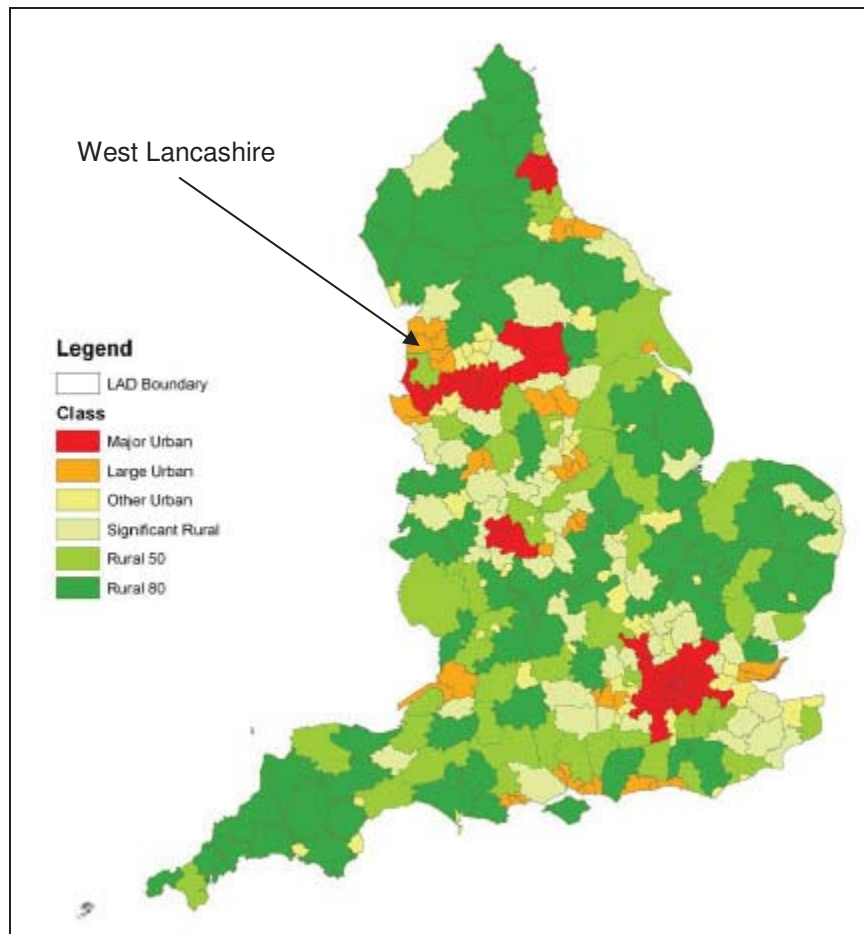 West Lancashire
Legend
LAD Boundary
Class
Major Urban
Large Urban
Other Urban
Significant Rural
Rural 50
Rural 80